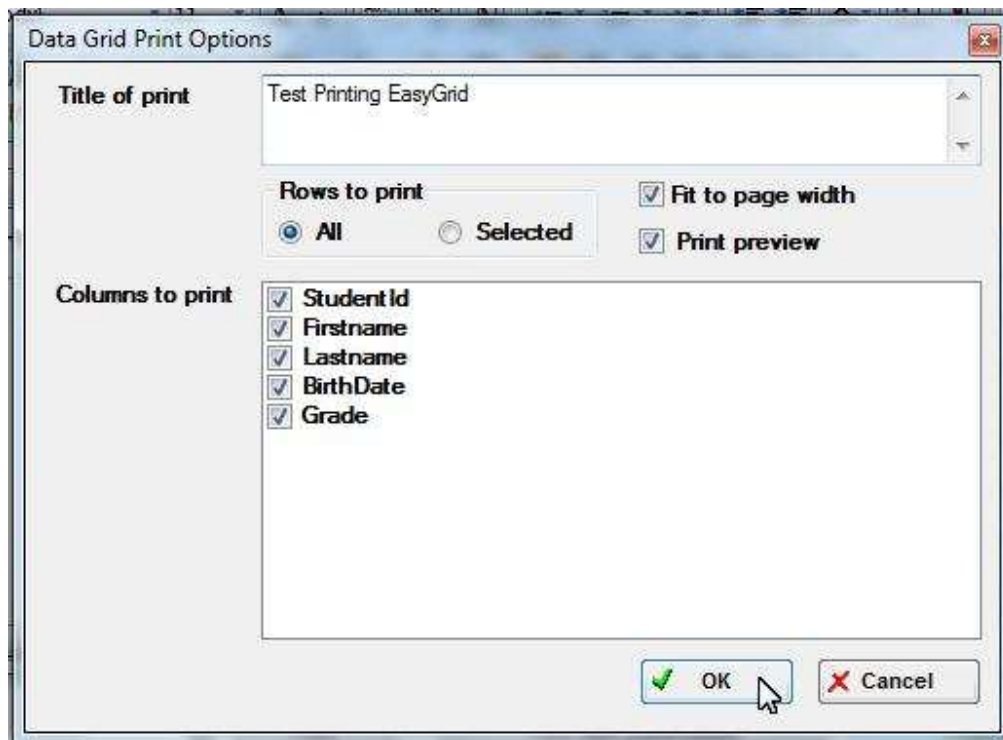 Data Grid Print Options
Title of print
Test Printing EasyGrid
Rows to print
All
Selected
Fit to page width
Print preview
Columns to print
StudentId
Firstname
Lastname
BirthDate
Grade
OK
Cancel